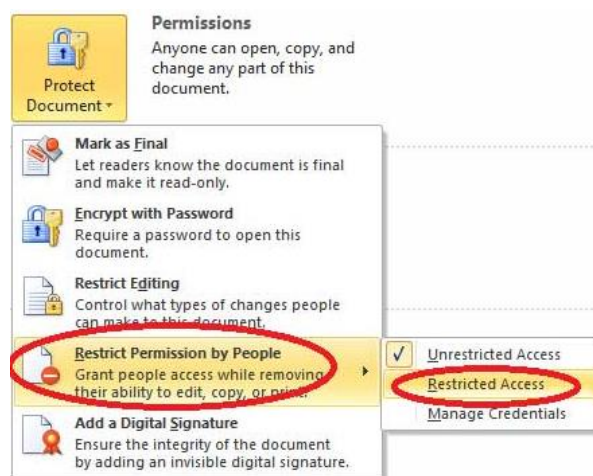 Permissions
Anyone can open, copy, and
change any part of this
document.
Protect
Document
Mark as Final
Let readers know the document is final
and make it read-only.
Encrypt with Password
Require a password to open this
document.
Restrict Editing
Control what types of changes people
can make to this document.
Restrict Permission by People
Grant people access while removing
their ability to edit, copy, or print.
Unrestricted Access
Restricted Access
Manage Credentials
Add a Digital Signature
Ensure the integrity of the document
by adding an invisible digital signature.